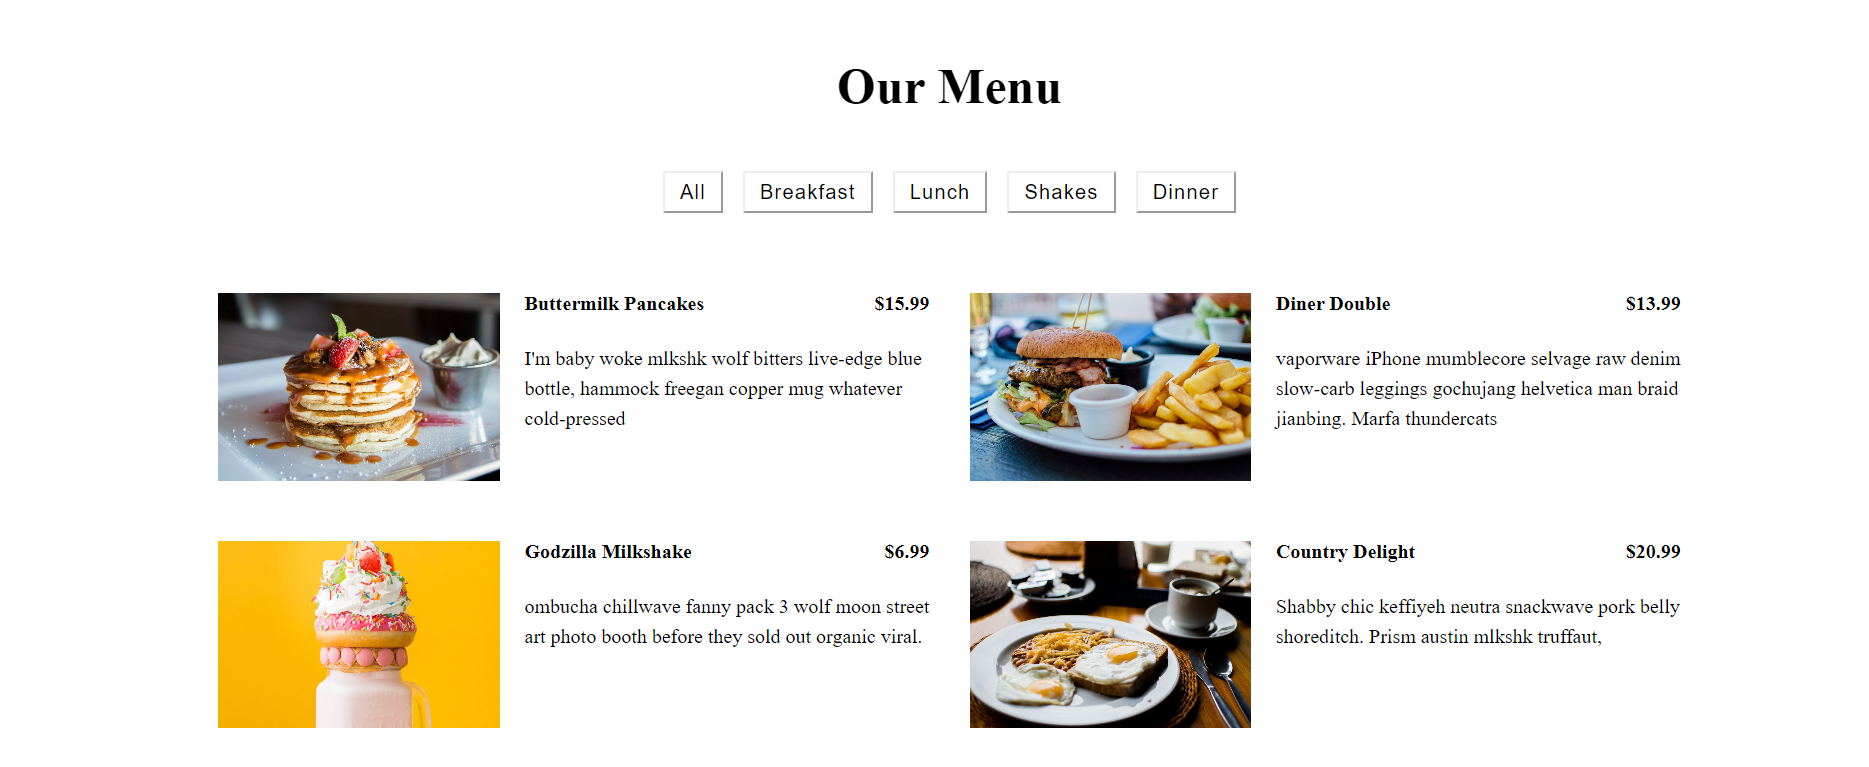 Our Menu
All Breakfast Lunch Shakes Dinner
Buttermilk Pancakes $15.99
I'm baby woke mlkshk wolf bitters live-edge blue
bottle, hammock freegan copper mug whatever
cold-pressed
Diner Double $13.99
vaporware iPhone mumblecore selvage raw denim
slow-carb leggings gochujang helvetica man braid
jianbing. Marfa thundercats
Godzilla Milkshake $6.99
ombucha chillwave fanny pack 3 wolf moon street
art photo booth before they sold out organic viral.
Country Delight $20.99
Shabby chic keffiyeh neutra snackwave pork belly
shoreditch. Prism austin mlkshk truffaut,